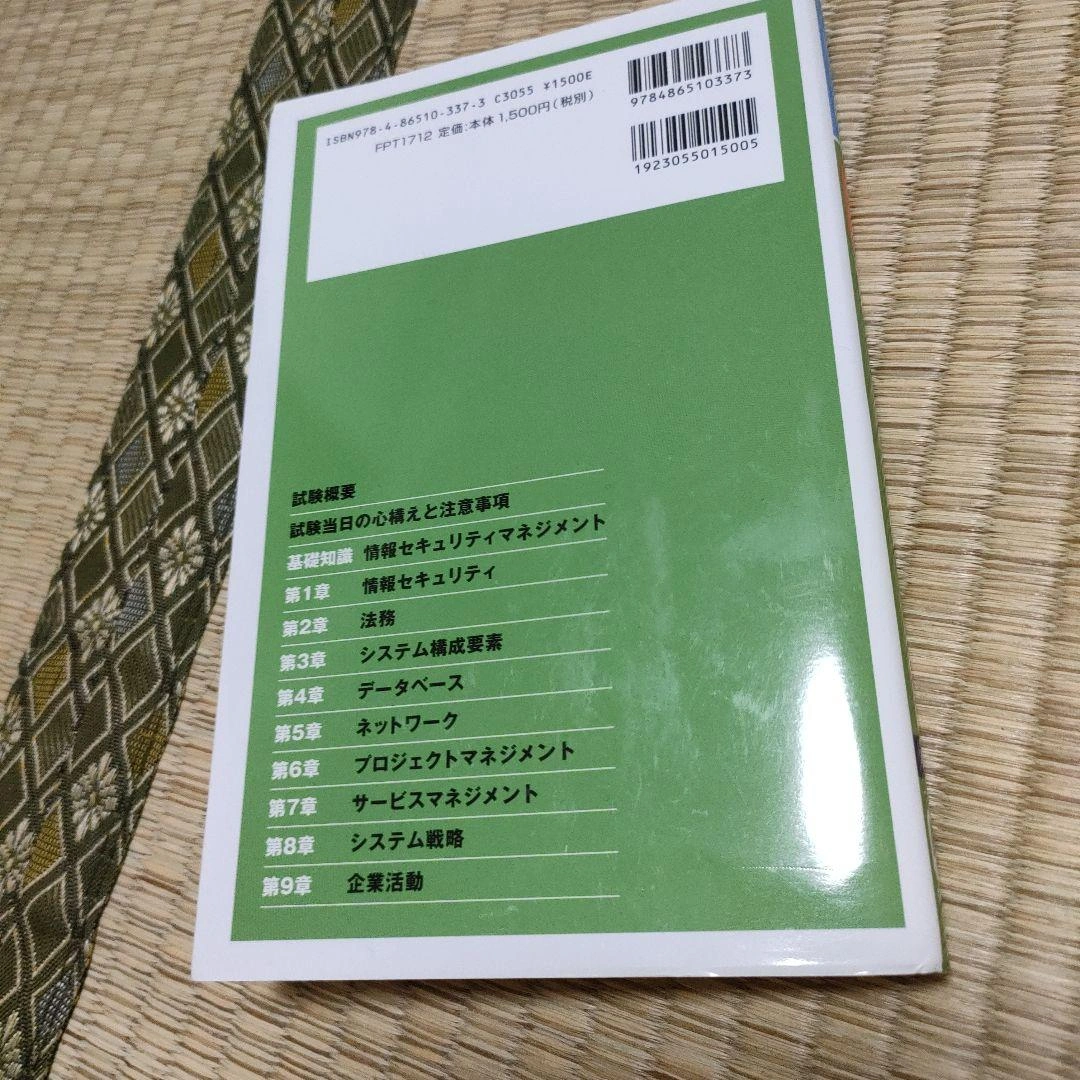 ISBN978-4-86510-337-3 C3055 ¥1500E
FPT1712 定価:本体1,500円(税別)
9784865103373
1923055015005
試験概要
試験当日の心構えと注意事項
基礎知識 情報セキュリティマネジメント
第1章 情報セキュリティ
第2章 法務
第3章 システム構成要素
第4章 データベース
第5章 ネットワーク
第6章 プロジェクトマネジメント
第7章 サービスマネジメント
第8章 システム戦略
第9章 企業活動